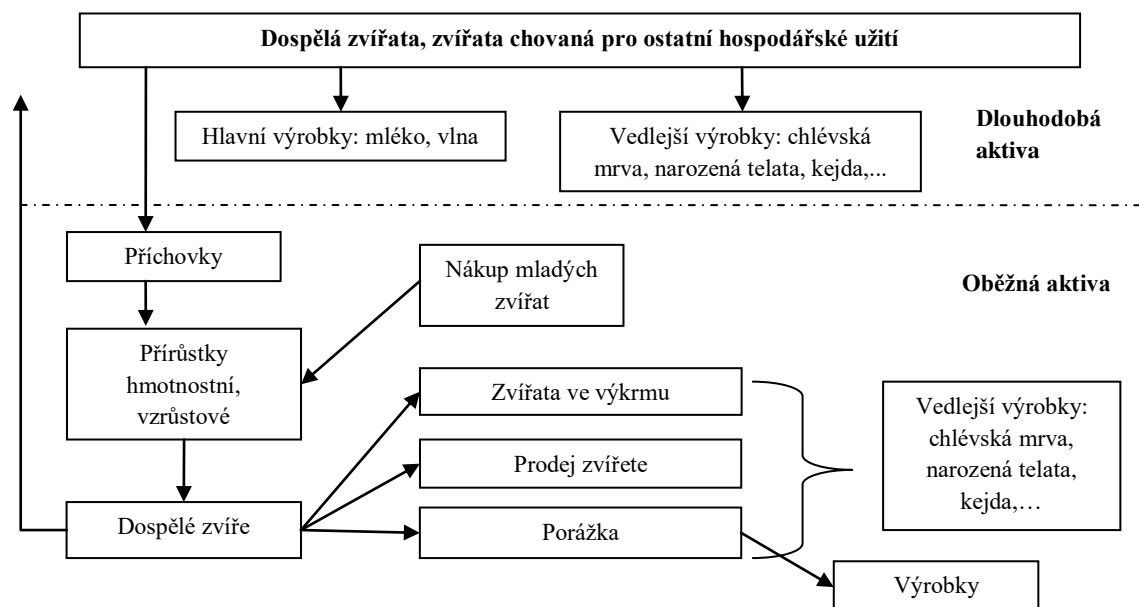 Dospělá zvířata, zvířata chovaná pro ostatní hospodářské užití
Hlavní výrobky: mléko, vlna
Vedlejší výrobky: chlévská
mrva, narozená telata, kejda,...
Dlouhodobá
aktiva
Příchovky
Nákup mladých
zvířat
Oběžná aktiva
Přírůstky
hmotnostní,
vzrůstové
Zvířata ve výkrmu
Vedlejší výrobky:
chlévská mrva,
narozená telata,
kejda,…
Prodej zvířete
Dospělé zvíře
Porážka
Výrobky